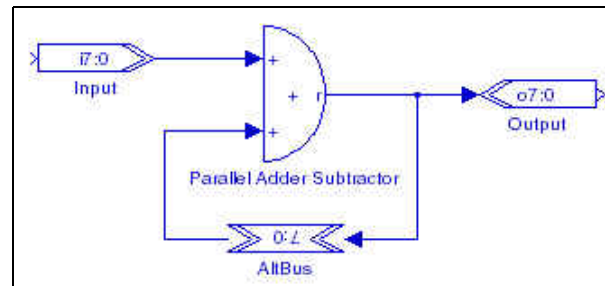 i7:0
Input
+
+
r
+
o7:0
Output
Parallel Adder Subtractor
7:0
AltBus